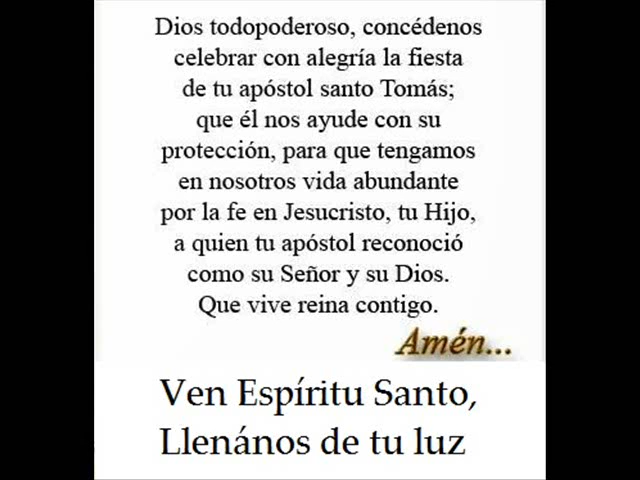 Dios todopoderoso, concédenos
celebrar con alegría la fiesta
de tu apóstol santo Tomás;
que él nos ayude con su
protección, para que tengamos
en nosotros vida abundante
por la fe en Jesucristo, tu Hijo,
a quien tu apóstol reconoció
como su Señor y su Dios.
Que vive reina contigo.
Amén...
Ven Espíritu Santo,
Llenános de tu luz